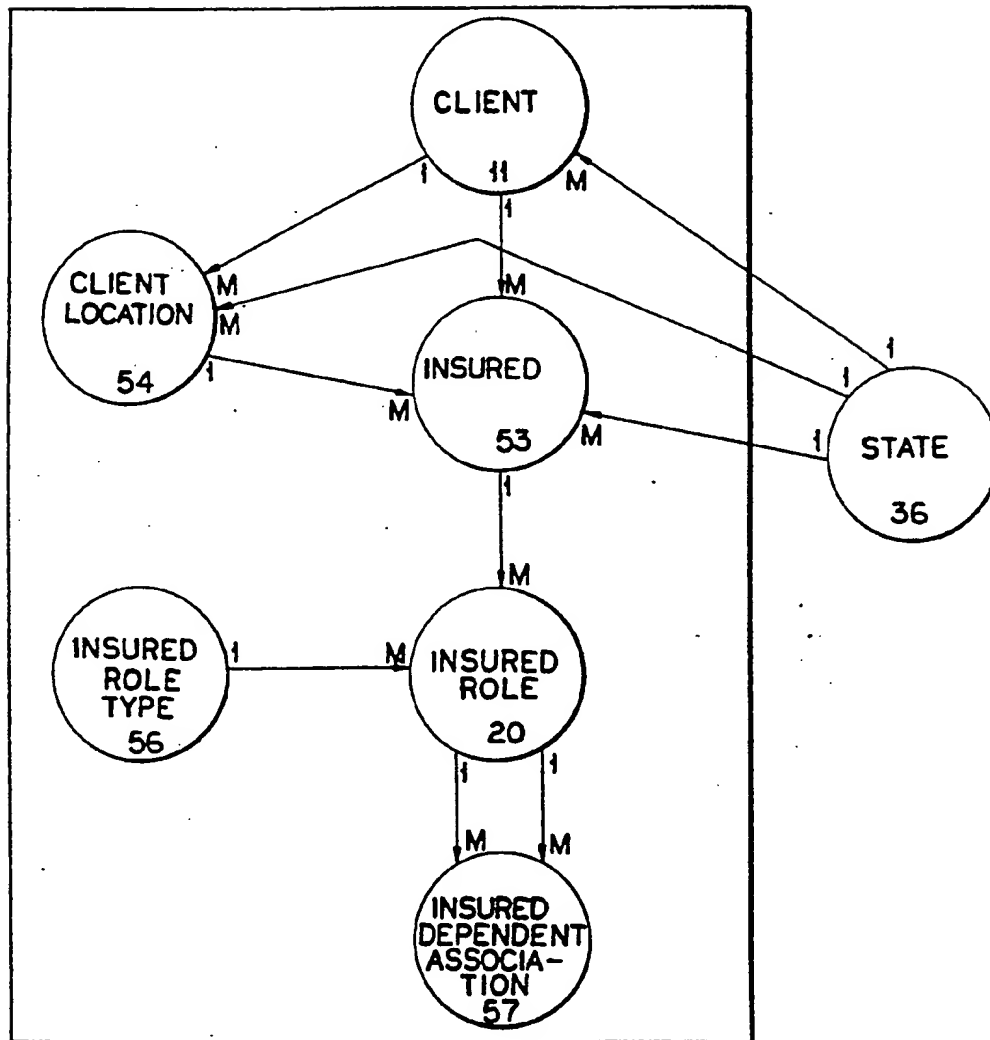 CLIENT
11
1
1
M
1
M
M
M
CLIENT
LOCATION
54
1
M
INSURED
53
1
M
1
1
1
STATE
36
M
INSURED
ROLE
TYPE
56
1
M
INSURED
ROLE
20
1
1
M
M
INSURED
DEPENDENT
ASSOCIA-
TION
57